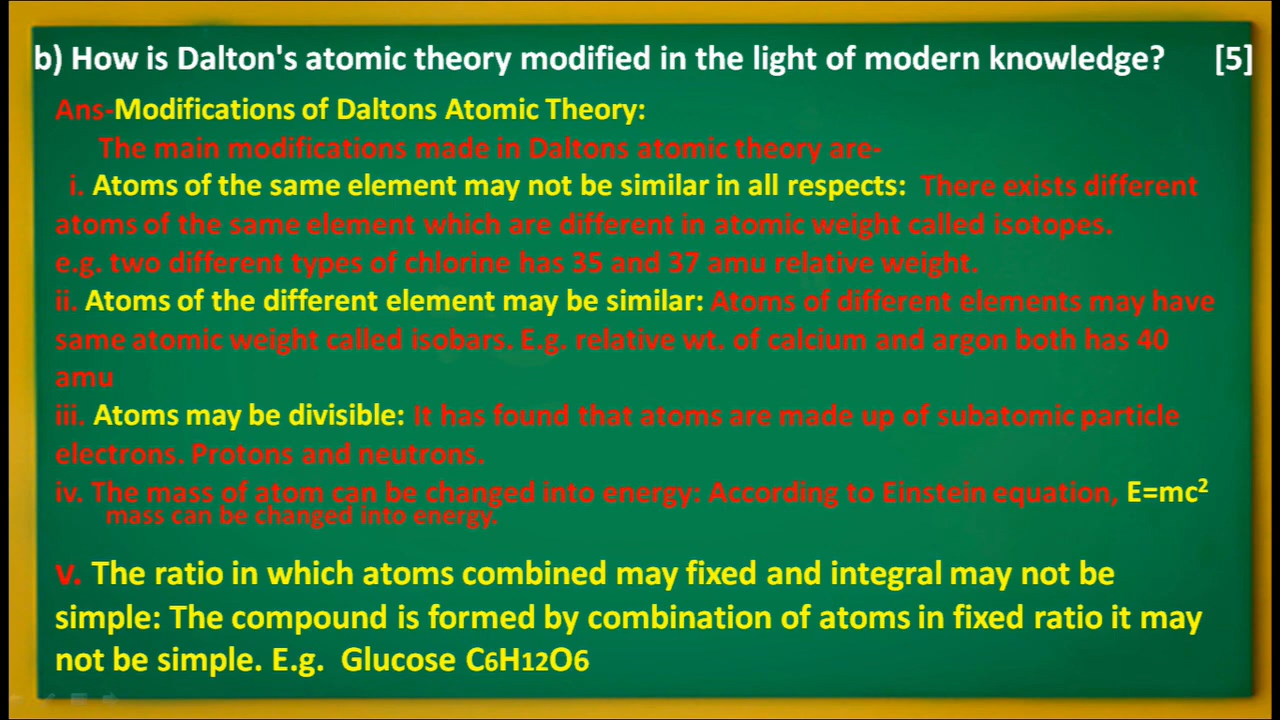 b) How is Dalton's atomic theory modified in the light of modern knowledge? [5]
Ans-Modifications of Daltons Atomic Theory:
The main modifications made in Daltons atomic theory are-
i. Atoms of the same element may not be similar in all respects: There exists different
atoms of the same element which are different in atomic weight called isotopes.
e.g. two different types of chlorine has 35 and 37 amu relative weight.
ii. Atoms of the different element may be similar: Atoms of different elements may have
same atomic weight called isobars. E.g. relative wt. of calcium and argon both has 40
amu
iii. Atoms may be divisible: It has found that atoms are made up of subatomic particle
electrons. Protons and neutrons.
iv. The mass of atom can be changed into energy: According to Einstein equation, E=mc²
mass can be changed into energy.
V. The ratio in which atoms combined may fixed and integral may not be
simple: The compound is formed by combination of atoms in fixed ratio it may
not be simple. E.g. Glucose C6H12O6